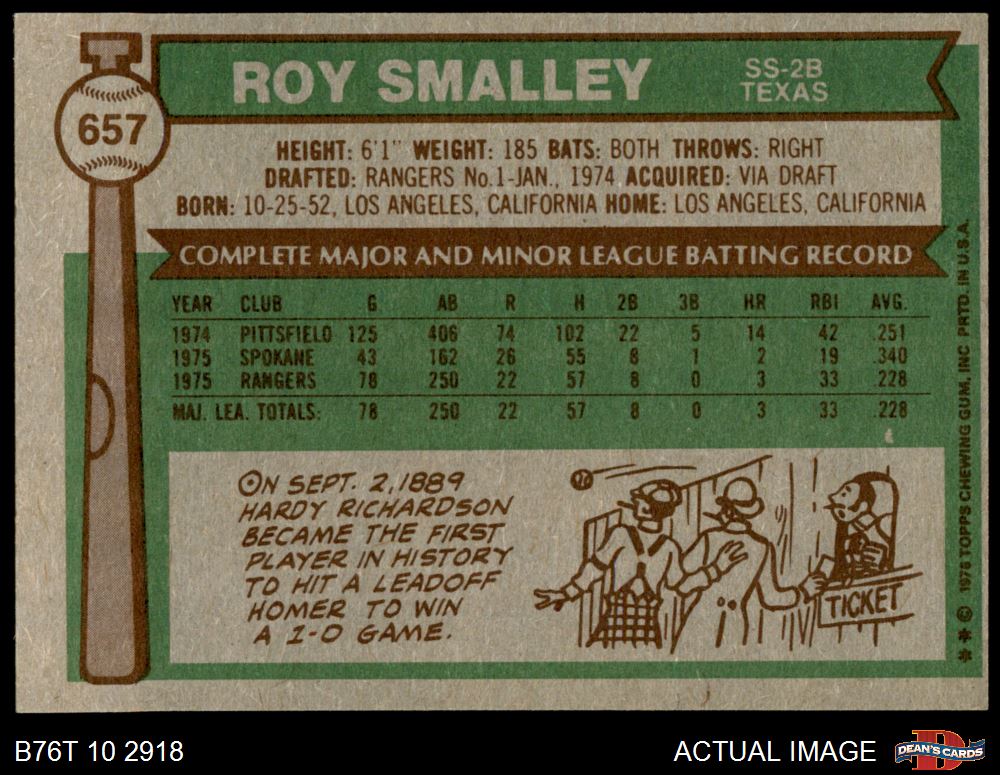 657
ROY SMALLEY
SS-2B
TEXAS
HEIGHT: 6'1" WEIGHT: 185 BATS: BOTH THROWS: RIGHT
DRAFTED: RANGERS No.1-JAN., 1974 ACQUIRED: VIA DRAFT
BORN: 10-25-52, LOS ANGELES, CALIFORNIA HOME: LOS ANGELES, CALIFORNIA
COMPLETE MAJOR AND MINOR LEAGUE BATTING RECORD
YEAR CLUB G AB R H 2B 3B HR RBI AVG.
1974 PITTSFIELD 125 406 74 102 22 5 14 42 .251
1975 SPOKANE 43 162 26 55 8 1 2 19 .340
1975 RANGERS 78 250 22 57 8 0 3 33 .228
MAJ. LEA. TOTALS: 78 250 22 57 8 0 3 33 .228
ON SEPT. 2, 1889
HARDY RICHARDSON
BECAME THE FIRST
PLAYER IN HISTORY
TO HIT A LEADOFF
HOMER TO WIN
A 1-0 GAME.
TICKET
** © 1976 TOPPS CHEWING GUM, INC PRTD. IN U.S.A.
B76T 10 2918
ACTUAL IMAGE
D
DEAN'S CARDS